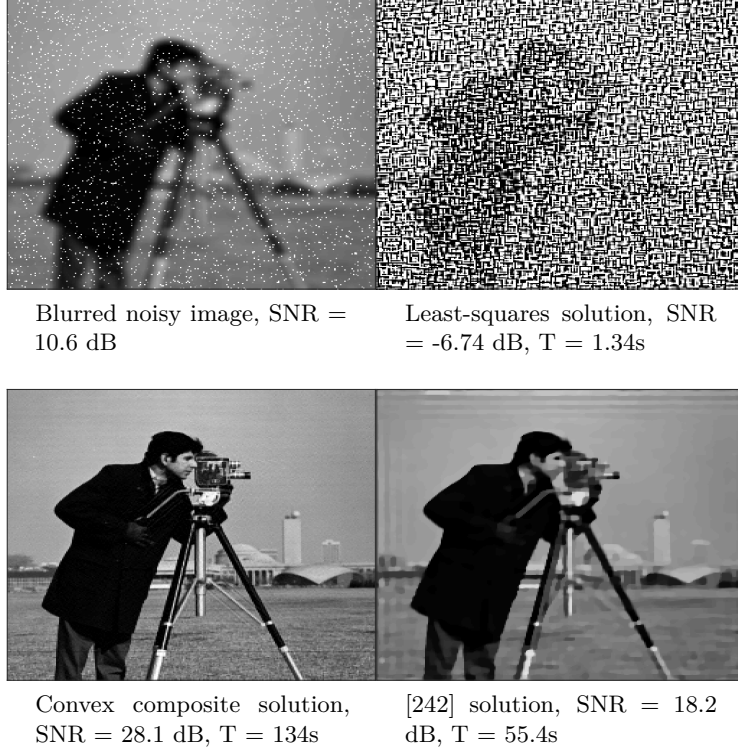 Blurred noisy image, SNR =
10.6 dB
Least-squares solution, SNR
= -6.74 dB, T = 1.34s
Convex composite solution,
SNR = 28.1 dB, T = 134s
[242] solution, SNR = 18.2
dB, T = 55.4s